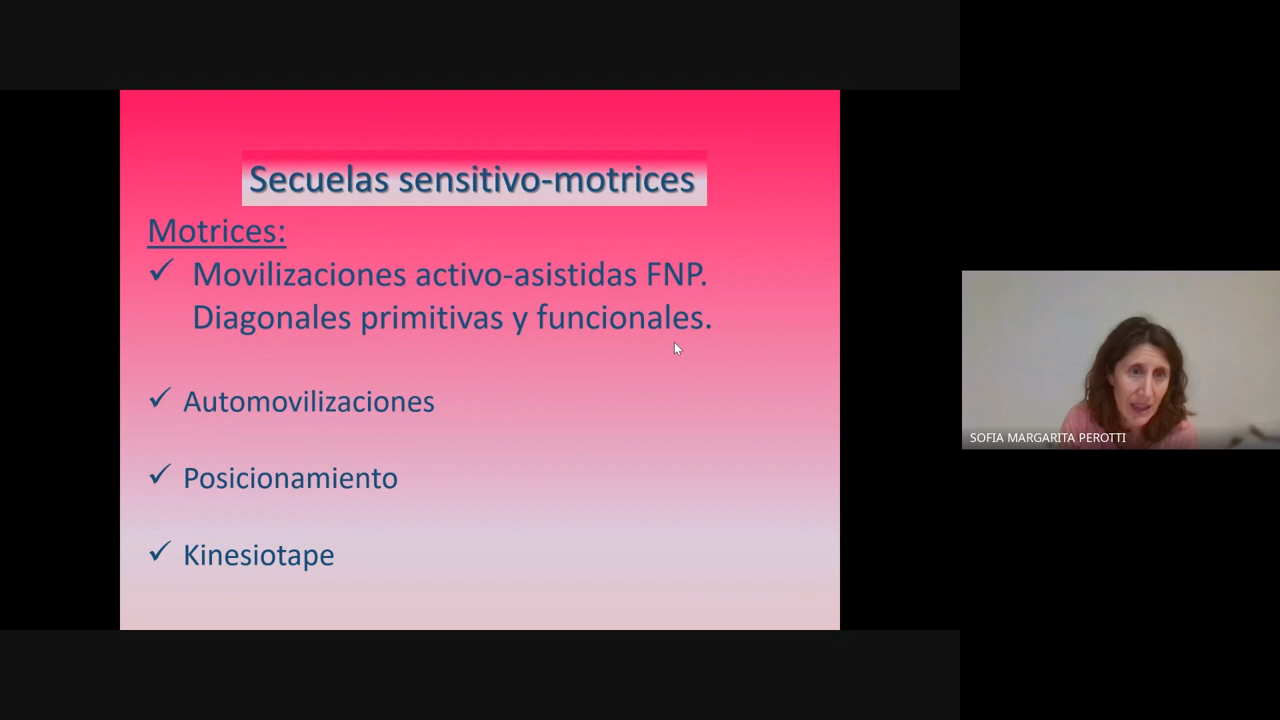 Secuelas sensitivo-motrices
Motrices:
✓ Movilizaciones activo-asistidas FNP.
Diagonales primitivas y funcionales.
✓ Automovilizaciones
✓ Posicionamiento
✓ Kinesiotape
SOFIA MARGARITA PEROTTI